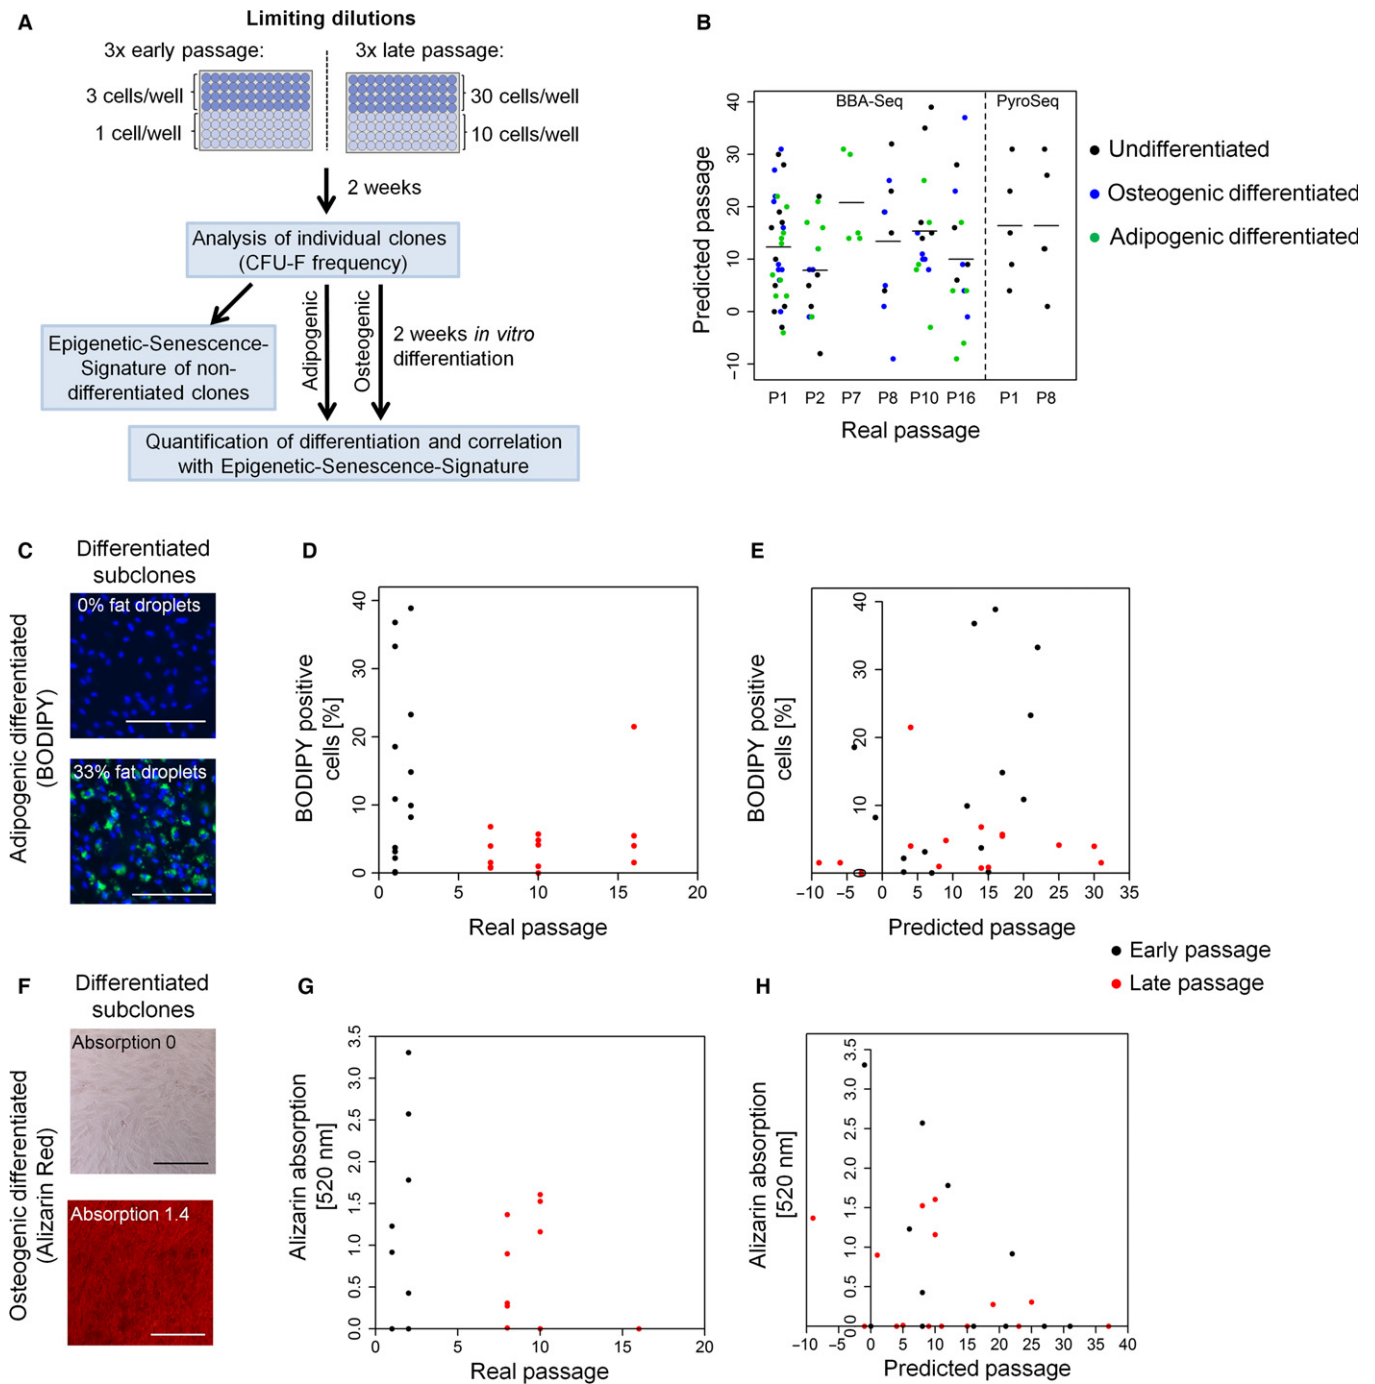 A
Limiting dilutions
3x early passage:
3x late passage:
3 cells/well
1 cell/well
30 cells/well
10 cells/well
2 weeks
Analysis of individual clones
(CFU-F frequency)
Adipogenic
Osteogenic
2 weeks in vitro
differentiation
Epigenetic-Senescence-
Signature of non-
differentiated clones
Quantification of differentiation and correlation
with Epigenetic-Senescence-Signature
B
BBA-Seq
PyroSeq
Predicted passage
40
30
20
10
0
−10
P1 P2 P7 P8 P10 P16 P1 P8
Real passage
Undifferentiated
Osteogenic differentiated
Adipogenic differentiated
C
Differentiated
subclones
Adipogenic differentiated
(BODIPY)
0% fat droplets
33% fat droplets
D
BODIPY positive
cells [%]
40
30
20
10
0
0 5 10 15 20
Real passage
E
BODIPY positive
cells [%]
40
30
20
10
0
−10 −5 0 5 10 15 20 25 30 35
Predicted passage
Early passage
Late passage
F
Differentiated
subclones
Osteogenic differentiated
(Alizarin Red)
Absorption 0
Absorption 1.4
G
Alizarin absorption
[520 nm]
3.5
3.0
2.5
2.0
1.5
1.0
0.5
0.0
0 5 10 15 20
Real passage
H
Alizarin absorption
[520 nm]
3.5
3.0
2.5
2.0
1.5
1.0
0.5
0.0
−10 −5 0 5 10 15 20 25 30 35 40
Predicted passage